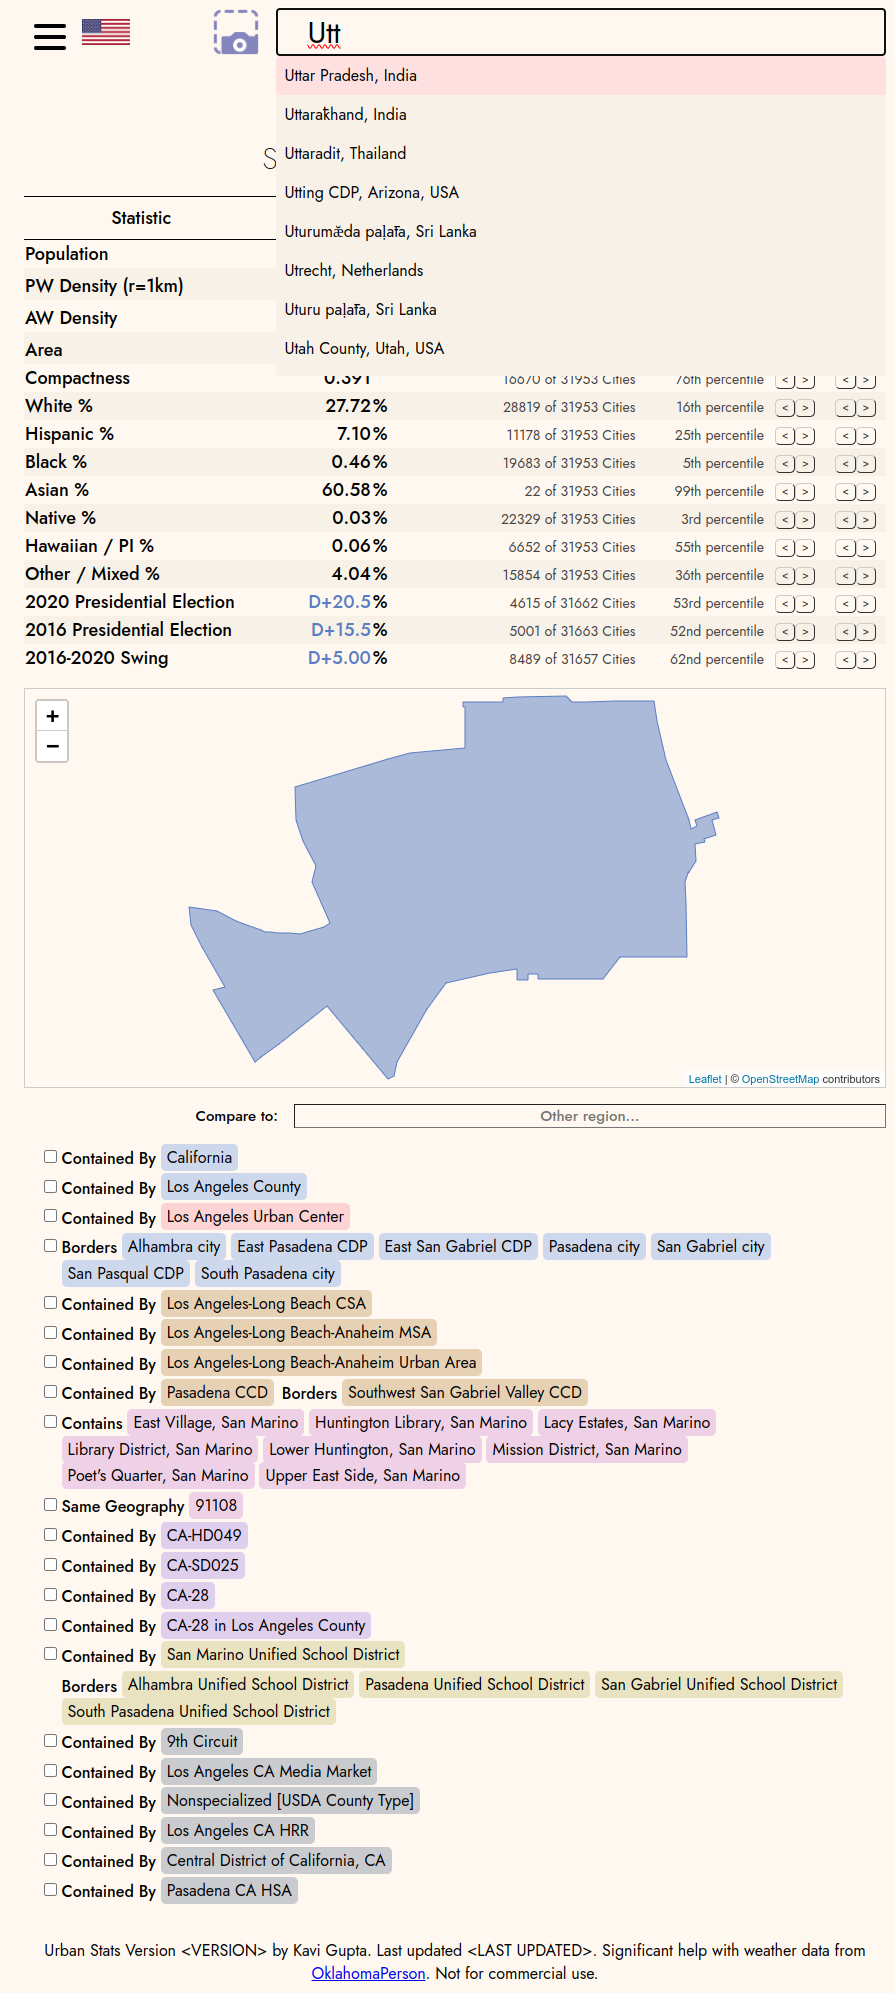 Utt
Uttar Pradesh, India
Uttarākhand, India
Uttaradit, Thailand
Utting CDP, Arizona, USA
Uturumæ̆da paḷāta, Sri Lanka
Utrecht, Netherlands
Uturu paḷāta, Sri Lanka
Utah County, Utah, USA
S
Statistic
Population
PW Density (r=1km)
AW Density
Area
Compactness 0.391 16670 of 31953 Cities 76th percentile < > < >
White % 27.72% 28819 of 31953 Cities 16th percentile < > < >
Hispanic % 7.10% 11178 of 31953 Cities 25th percentile < > < >
Black % 0.46% 19683 of 31953 Cities 5th percentile < > < >
Asian % 60.58% 22 of 31953 Cities 99th percentile < > < >
Native % 0.03% 22329 of 31953 Cities 3rd percentile < > < >
Hawaiian / PI % 0.06% 6652 of 31953 Cities 55th percentile < > < >
Other / Mixed % 4.04% 15854 of 31953 Cities 36th percentile < > < >
2020 Presidential Election D+20.5% 4615 of 31662 Cities 53rd percentile < > < >
2016 Presidential Election D+15.5% 5001 of 31663 Cities 52nd percentile < > < >
2016-2020 Swing D+5.00% 8489 of 31657 Cities 62nd percentile < > < >
+
−
Leaflet | © OpenStreetMap contributors
Compare to: Other region...
Contained By California
Contained By Los Angeles County
Contained By Los Angeles Urban Center
Borders Alhambra city East Pasadena CDP East San Gabriel CDP Pasadena city San Gabriel city
San Pasqual CDP South Pasadena city
Contained By Los Angeles-Long Beach CSA
Contained By Los Angeles-Long Beach-Anaheim MSA
Contained By Los Angeles-Long Beach-Anaheim Urban Area
Contained By Pasadena CCD Borders Southwest San Gabriel Valley CCD
Contains East Village, San Marino Huntington Library, San Marino Lacy Estates, San Marino
Library District, San Marino Lower Huntington, San Marino Mission District, San Marino
Poet's Quarter, San Marino Upper East Side, San Marino
Same Geography 91108
Contained By CA-HD049
Contained By CA-SD025
Contained By CA-28
Contained By CA-28 in Los Angeles County
Contained By San Marino Unified School District
Borders Alhambra Unified School District Pasadena Unified School District San Gabriel Unified School District
South Pasadena Unified School District
Contained By 9th Circuit
Contained By Los Angeles CA Media Market
Contained By Nonspecialized [USDA County Type]
Contained By Los Angeles CA HRR
Contained By Central District of California, CA
Contained By Pasadena CA HSA
Urban Stats Version <VERSION> by Kavi Gupta. Last updated <LAST UPDATED>. Significant help with weather data from
OklahomaPerson. Not for commercial use.